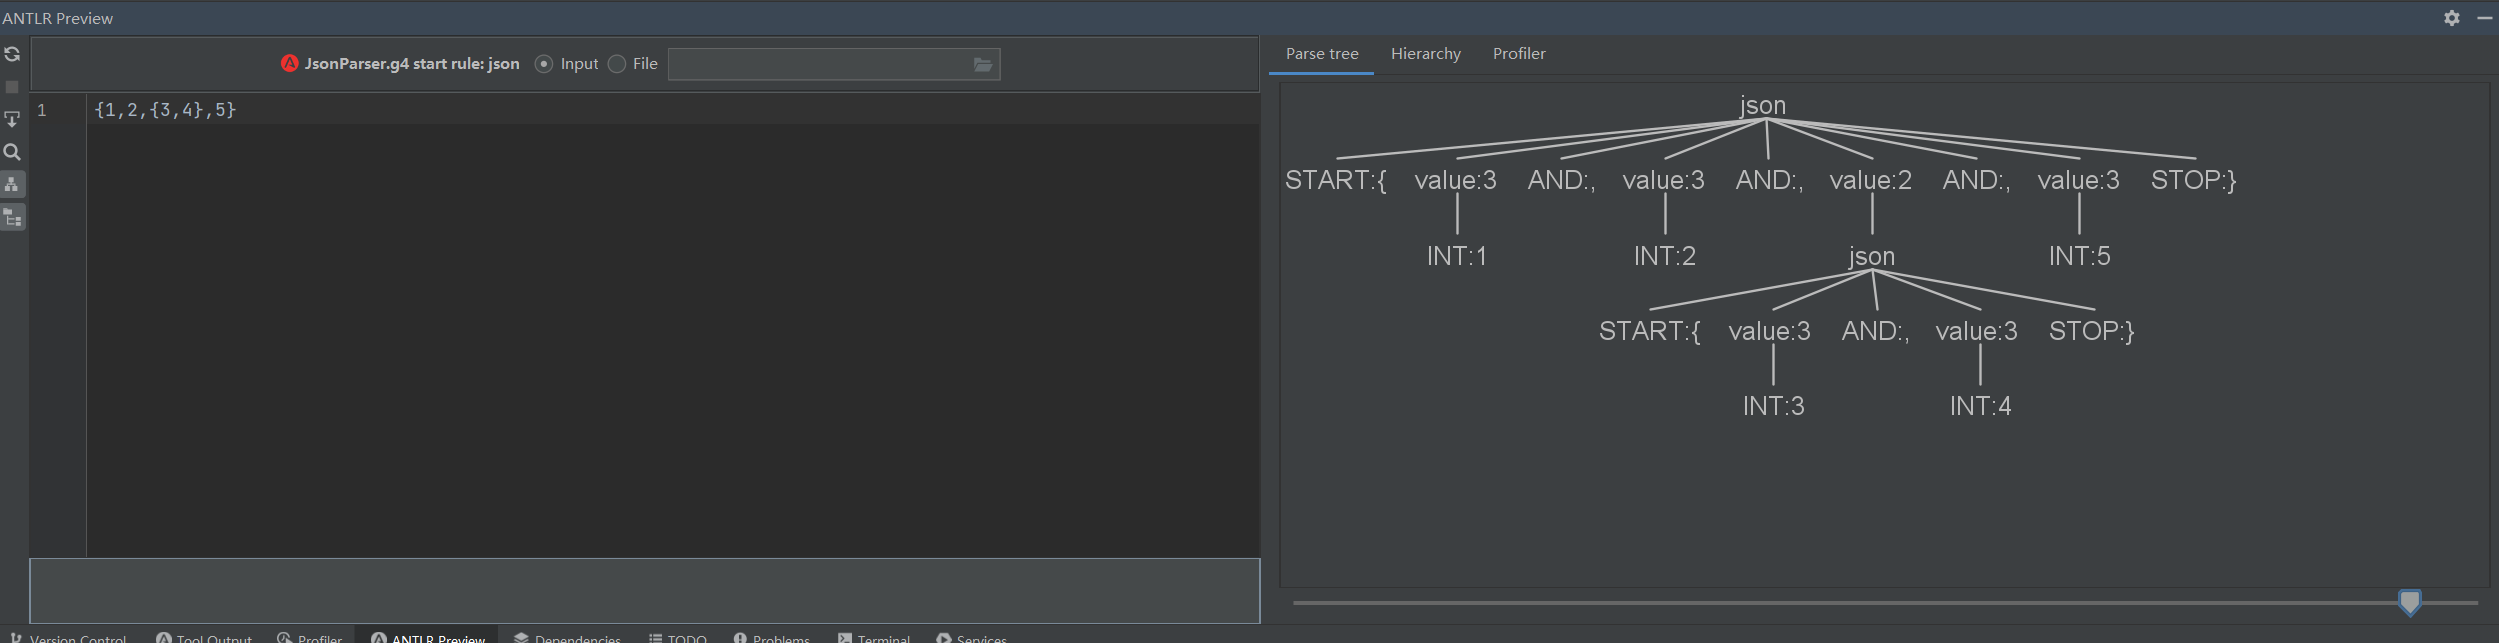 ANTLR Preview
JsonParser.g4 start rule: json Input File
Parse tree Hierarchy Profiler
1 {1,2,{3,4},5}
json
START:{ value:3 AND:, value:3 AND:, value:2 AND:, value:3 STOP:}
INT:1 INT:2 json INT:5
START:{ value:3 AND:, value:3 STOP:}
INT:3 INT:4
Version Control Tool Output Profiler ANTLR Preview Dependencies TODO Problems Terminal Services